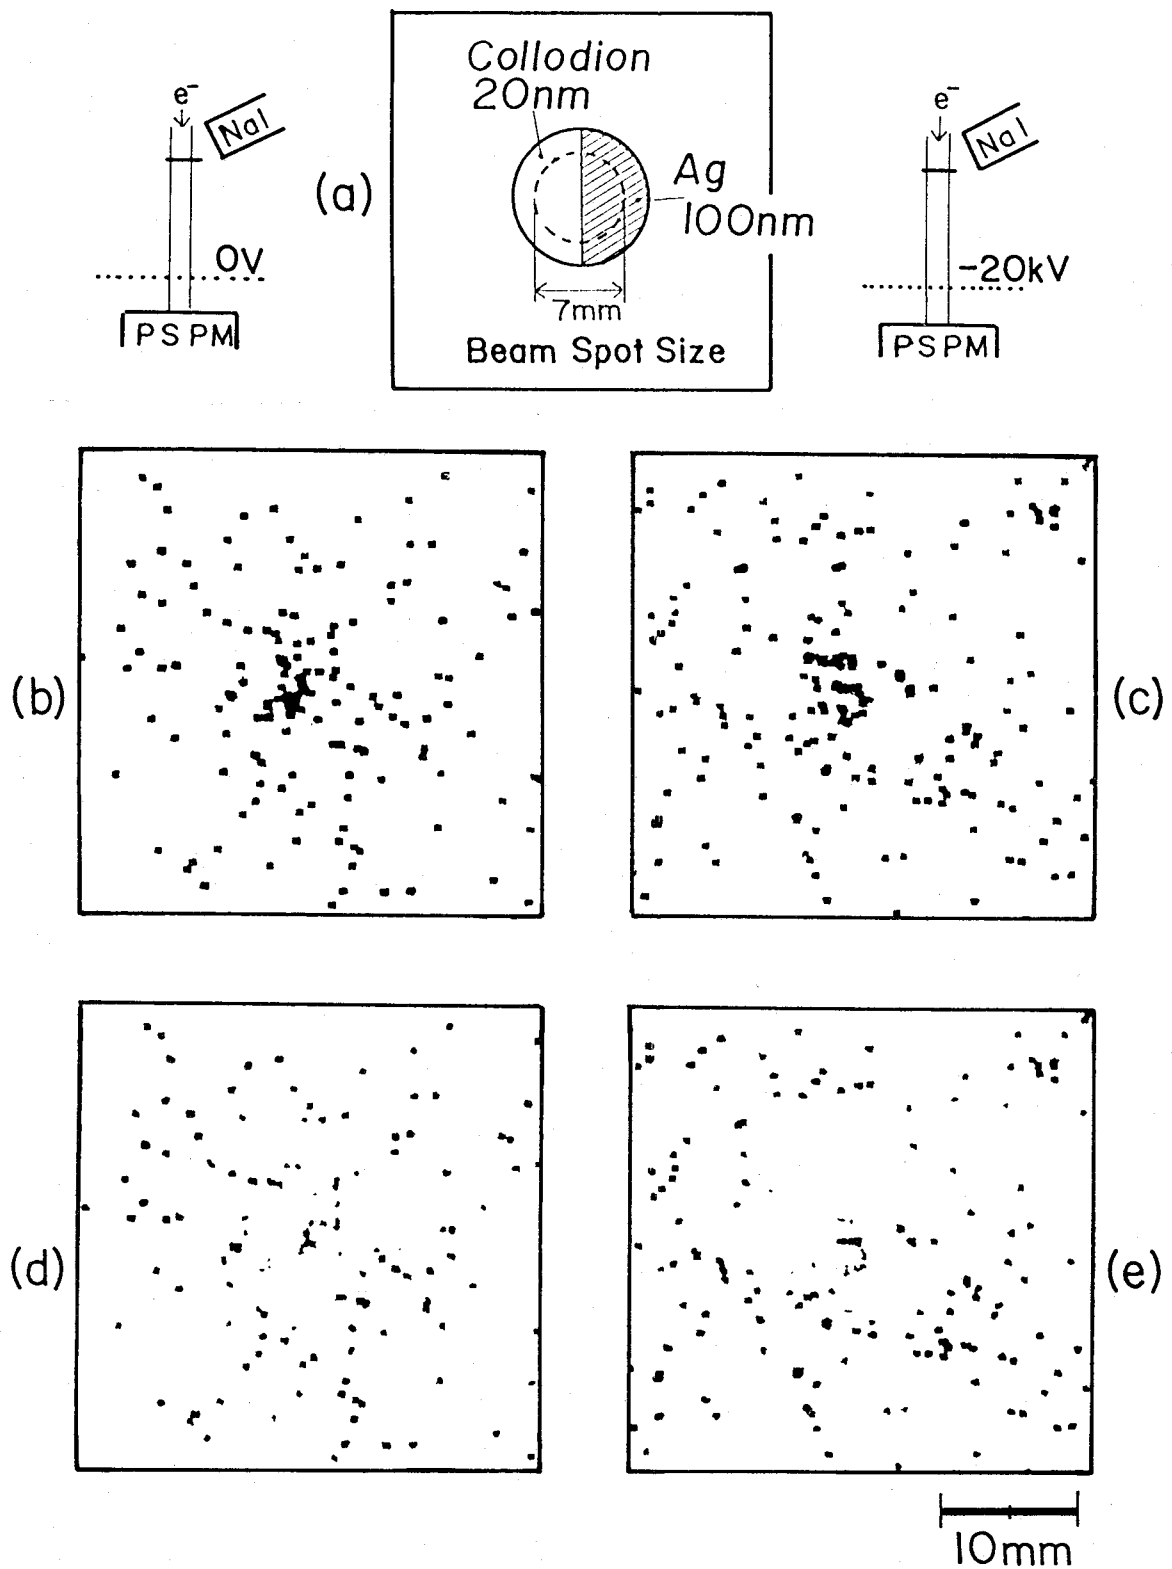 Collodion
20nm
e⁻
NaI
(a)
Ag
100nm
e⁻
NaI
0V
-20kV
7mm
PSPM
Beam Spot Size
PSPM
(b)
(c)
(d)
(e)
10mm